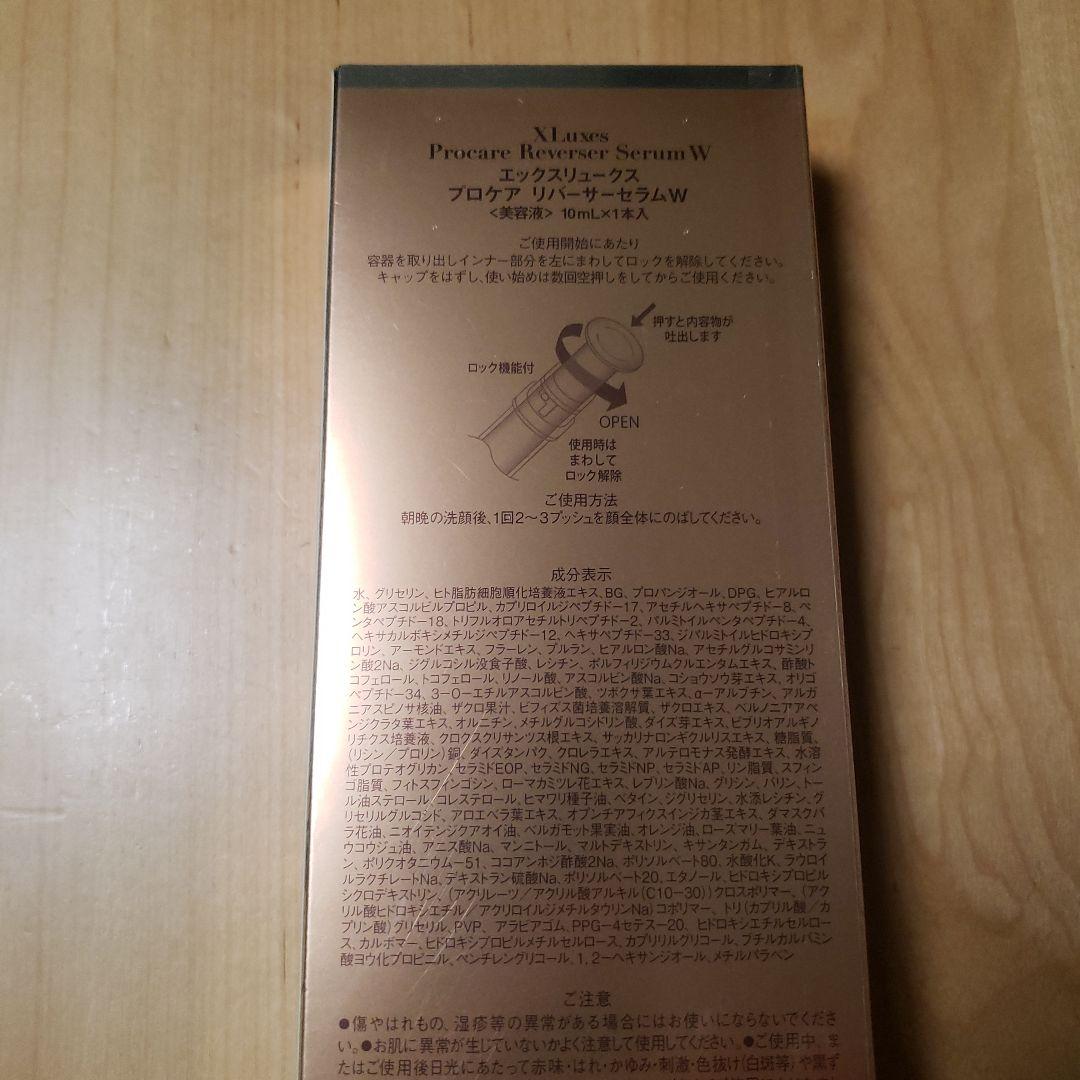 XLuxes
Procare Reverser Serum W
エックスリュークス
プロケア リバーサーセラムW
<美容液> 10mL×1本入
ご使用開始にあたり
容器を取り出しインナー部分を左にまわしてロックを解除してください。
キャップをはずし、使い始めは数回空押しをしてからご使用ください。
押すと内容物が
吐出します
ロック機能付
OPEN
使用時は
まわして
ロック解除
ご使用方法
朝晩の洗顔後、1回2〜3プッシュを顔全体にのばしてください。
成分表示
水、グリセリン、ヒト脂肪細胞順化培養液エキス、BG、プロパンジオール、DPG、ヒアルロ
ン酸アスコルビルプロピル、カプリロイルジペプチド-17、アセチルヘキサペプチド-8、ペ
ンタペプチド-18、トリフルオロアセチルトリペプチド-2、パルミトイルペンタペプチド-4、
ヘキサカルボキシメチルジペプチド-12、ヘキサペプチド-33、ジパルミトイルヒドロキシプ
ロリン、アーモンドエキス、フラーレン、プルラン、ヒアルロン酸Na、アセチルグルコサミンリ
ン酸2Na、ジグルコシル没食子酸、レシチン、ポルフィリジウムクルエンタムエキス、酢酸ト
コフェロール、トコフェロール、リノール酸、アスコルビン酸Na、コショウソウ芽エキス、オリゴ
ペプチド-34、3-O-エチルアスコルビン酸、ツボクサ葉エキス、α-アルブチン、アルガ
ニアスピノサ核油、ザクロ果汁、ビフィズス菌培養溶解質、ザクロエキス、ベルノニアアペ
ンジクラタ葉エキス、オルニチン、メチルグルコシドリン酸、ダイズ芽エキス、ビブリオアルギノ
リチクス培養液、クロクスクリサンツス根エキス、サッカリナロンギクルリスエキス、糖脂質、
(リシン/プロリン)銅、ダイズタンパク、クロレラエキス、アルテロモナス発酵エキス、水溶
性プロテオグリカン、セラミドEOP、セラミドNG、セラミドNP、セラミドAP、リン脂質、スフィン
ゴ脂質、フィトスフィンゴシン、ローマカミツレ花エキス、レブリン酸Na、グリシン、バリン、トー
ル油ステロール、コレステロール、ヒマワリ種子油、ベタイン、ジグリセリン、水添レシチン、グ
リセリルグルコシド、アロエベラ葉エキス、オプンチアフィクスインジカ茎エキス、ダマスクバ
ラ花油、ニオイテンジクアオイ油、ベルガモット果実油、オレンジ油、ローズマリー葉油、ニュ
ウコウジュ油、アニス酸Na、マンニトール、マルトデキストリン、キサンタンガム、デキストラ
ン、ポリクオタニウム-51、ココアンホジ酢酸2Na、ポリソルベート80、水酸化K、ラウロイ
ルラクチレートNa、デキストラン硫酸Na、ポリソルベート20、エタノール、ヒドロキシプロピル
シクロデキストリン、(アクリレーツ/アクリル酸アルキル(C10-30))クロスポリマー、(アク
リル酸ヒドロキシエチル/アクリロイルジメチルタウリンNa)コポリマー、トリ(カプリル酸/カ
プリン酸)グリセリル、PVP、アラビアゴム、PPG-4セテス-20、ヒドロキシエチルセルロー
ス、カルボマー、ヒドロキシプロピルメチルセルロース、カプリリルグリコール、ブチルカルバミン
酸ヨウ化プロピニル、ペンチレングリコール、1,2-ヘキサンジオール、メチルパラベン
ご注意
●傷やはれもの、湿疹等の異常がある場合にはお使いにならないでくださ
い。●お肌に異常が生じていないかよく注意して使用してください。●ご使用中、ま
たはご使用後日光にあたって赤味・はれ・かゆみ・刺激・色抜け(白斑等)や黒ず